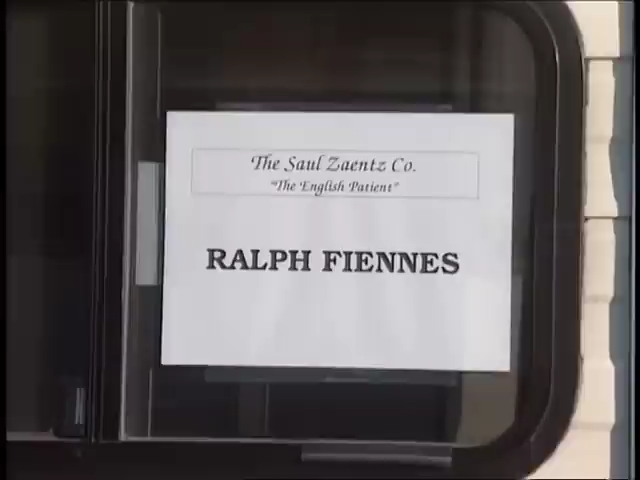 The Saul Zaentz Co.
"The English Patient"
RALPH FIENNES